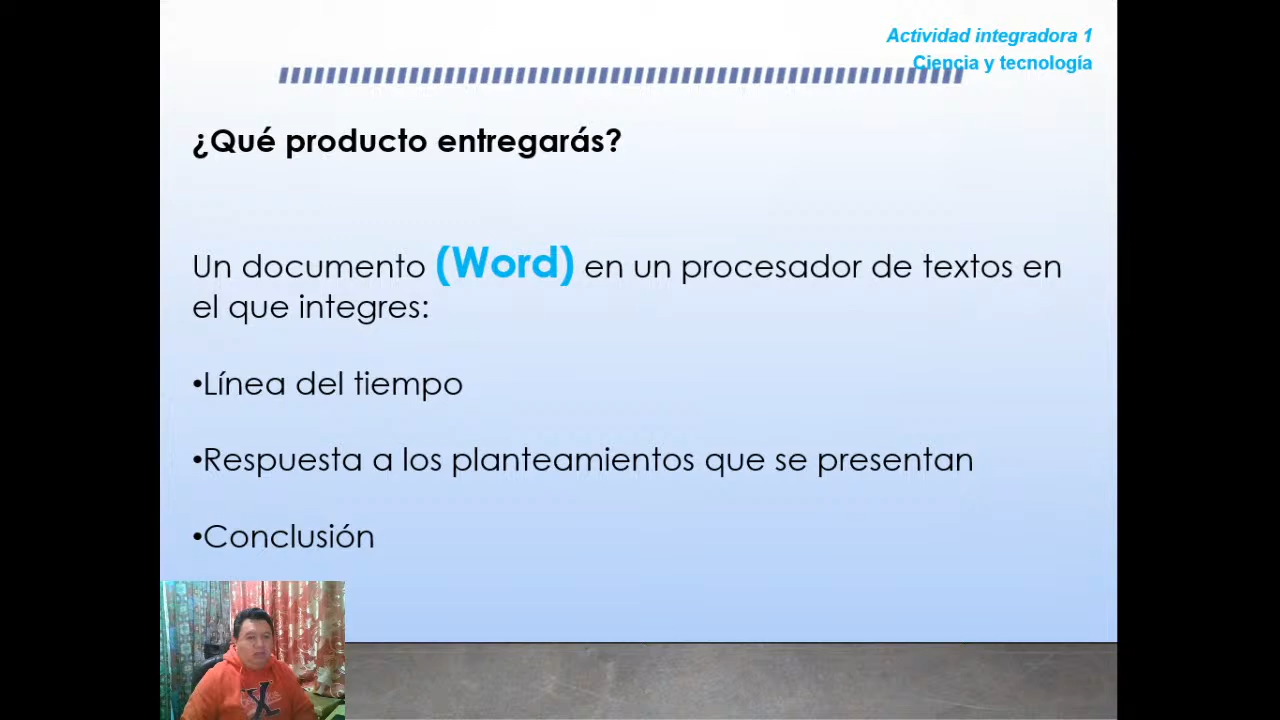 Actividad integradora 1
Ciencia y tecnología
¿Qué producto entregarás?
Un documento (Word) en un procesador de textos en
el que integres:
•Línea del tiempo
•Respuesta a los planteamientos que se presentan
•Conclusión